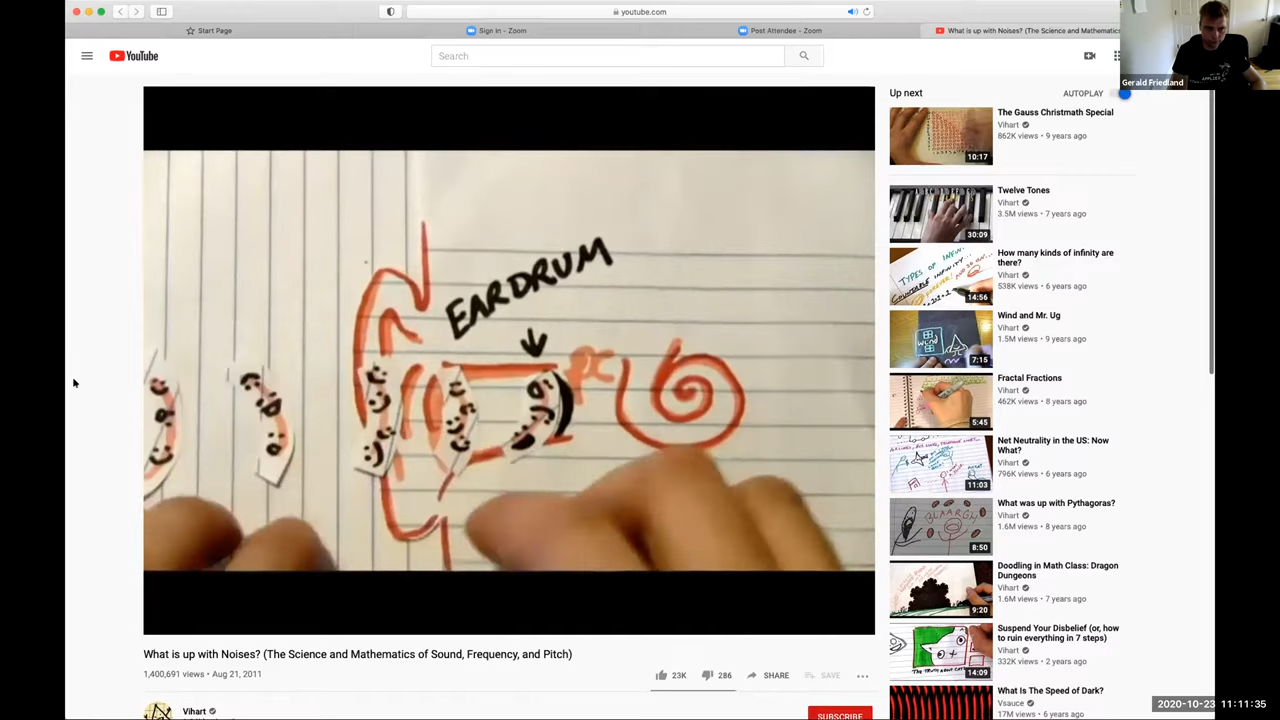 youtube.com
Start Page
Sign In - Zoom
Post Attendee - Zoom
What is up with Noises? (The Science and Mathematics
Gerald Friedland
YouTube
Search
EARDRUM
What is up with Noises? (The Science and Mathematics of Sound, Frequency, and Pitch)
1,400,691 views • Aug 21, 2011
23K
286
SHARE
SAVE
Vihart
SUBSCRIBE
Up next
AUTOPLAY
The Gauss Christmath Special
Vihart
862K views • 9 years ago
10:17
Twelve Tones
Vihart
3.5M views • 7 years ago
30:09
How many kinds of infinity are
there?
Vihart
538K views • 6 years ago
14:56
Wind and Mr. Ug
Vihart
1.5M views • 9 years ago
7:15
Fractal Fractions
Vihart
462K views • 8 years ago
5:45
Net Neutrality in the US: Now
What?
Vihart
796K views • 6 years ago
11:03
What was up with Pythagoras?
Vihart
1.6M views • 8 years ago
8:50
Doodling in Math Class: Dragon
Dungeons
Vihart
1.6M views • 7 years ago
9:20
Suspend Your Disbelief (or, how
to ruin everything in 7 steps)
Vihart
332K views • 2 years ago
14:09
What Is The Speed of Dark?
Vsauce
17M views • 6 years ago
2020-10-23 11:11:35